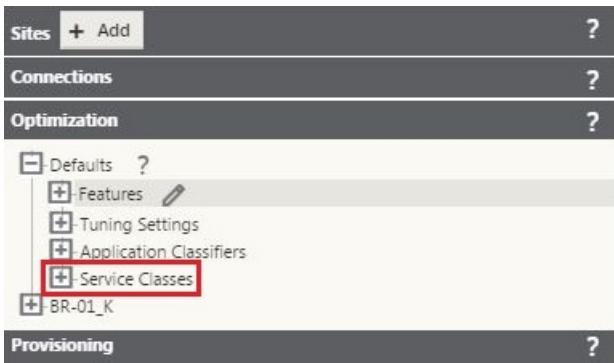 Sites + Add ?
Connections ?
Optimization ?
Defaults ?
Features
Tuning Settings
Application Classifiers
Service Classes
BR-01_K
Provisioning ?